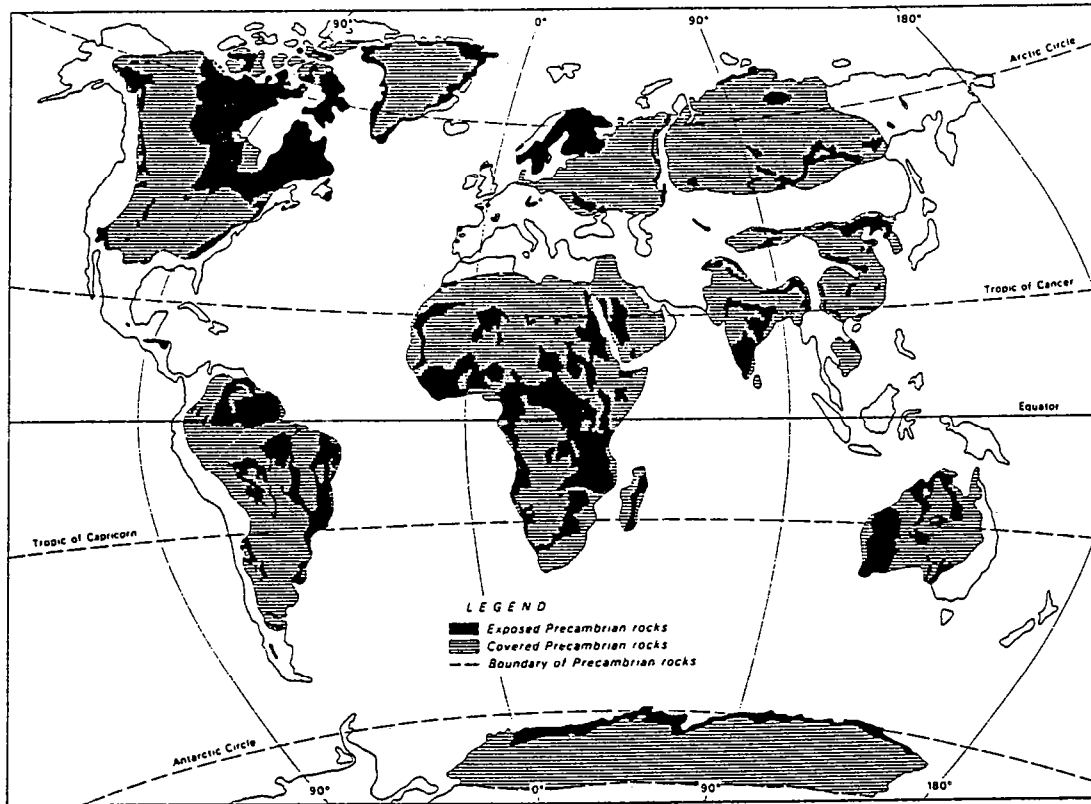 90°
0°
180°
Arctic Circle
90°
Tropic of Cancer
Equator
Tropic of Capricorn
LEGEND
Exposed Precambrian rocks
Covered Precambrian rocks
Boundary of Precambrian rocks
Antarctic Circle
90°
0°
90°
180°